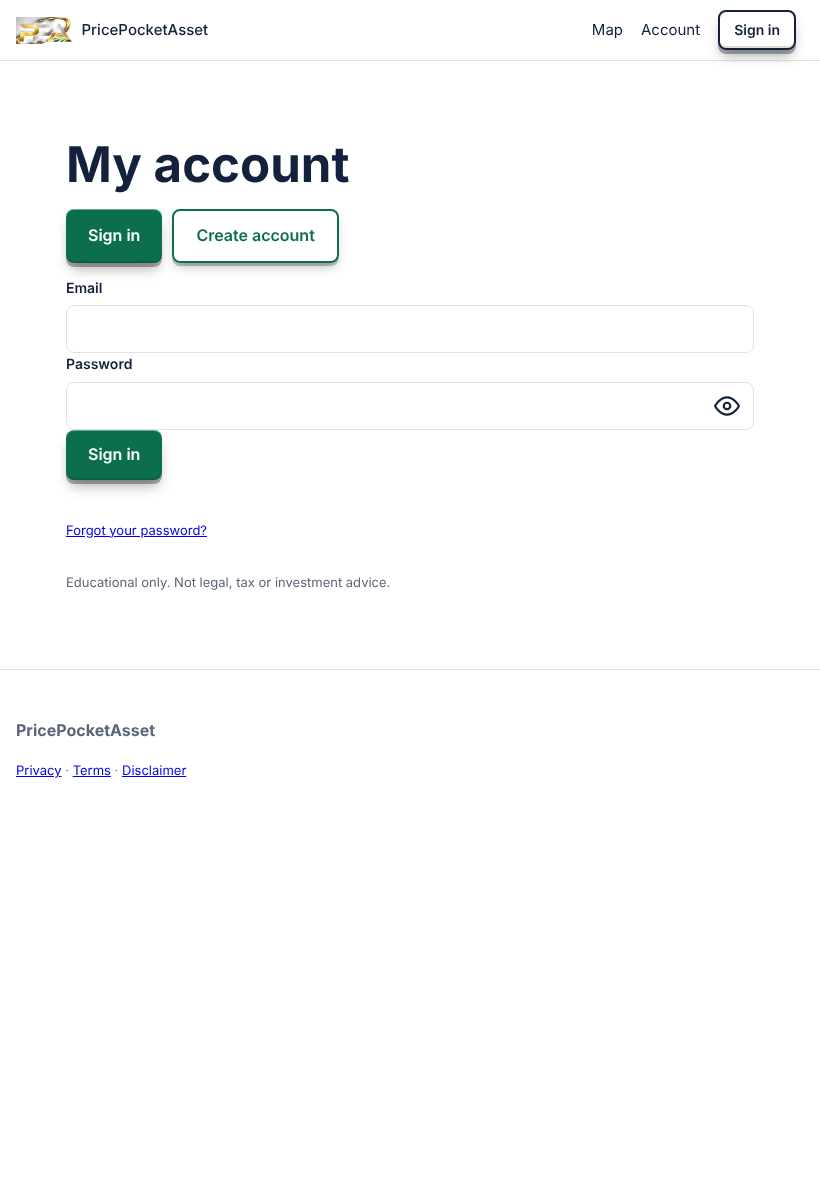 PPA PricePocketAsset Map Account Sign in
My account
Sign in Create account
Email
Password
Sign in
Forgot your password?
Educational only. Not legal, tax or investment advice.
PricePocketAsset
Privacy · Terms · Disclaimer